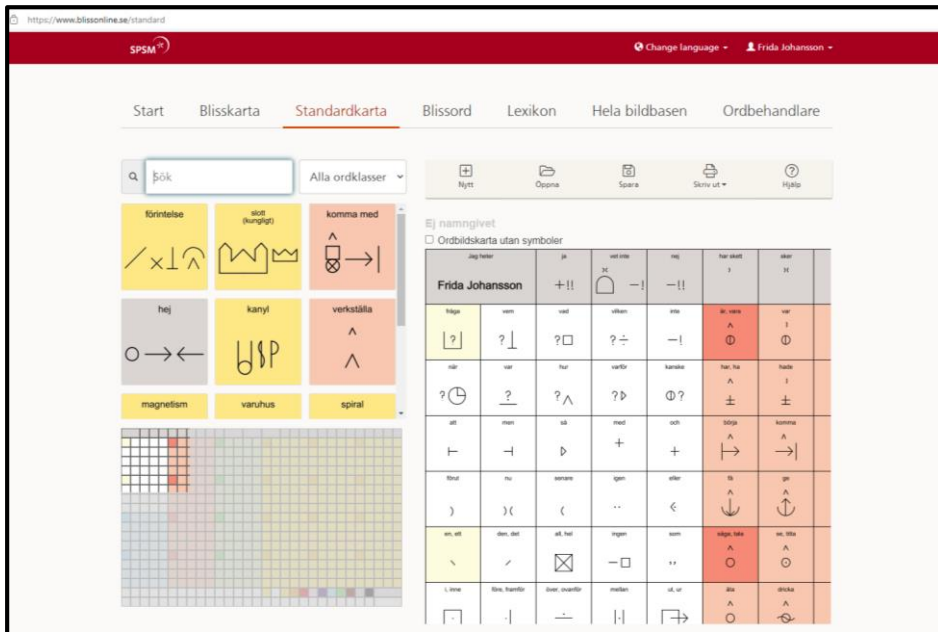 https://www.blissonline.se/standard
SPSM
Change language
Frida Johansson
Start Blisskarta Standardkarta Blissord Lexikon Hela bildbasen Ordbehandlare
Sök Alla ordklasser
Nytt Öppna Spara Skriv ut Hjälp
förintelse slott (kungligt) komma med
hej kanyl verkställa
magnetism varuhus spiral
Ej namngivet
Ordbildskarta utan symboler
Jag heter ja vet inte nej har skett sker
Frida Johansson
fråga vem vad vilken inte är, vara var
när var hur varför kanske har, ha hade
att men så med och börja komma
förut nu senare igen eller få ge
en, ett den, det all, hel ingen som säga, tala se, titta
i, inne före, framför över, ovanför mellan ut, ur äta dricka